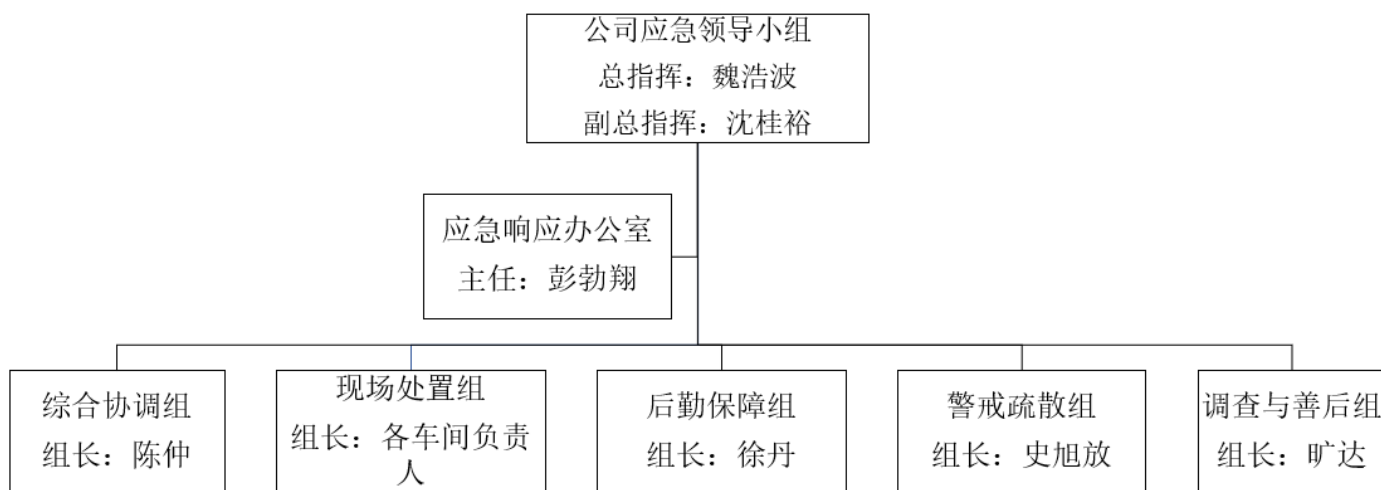 公司应急领导小组
总指挥：魏浩波
副总指挥：沈桂裕
应急响应办公室
主任：彭勃翔
综合协调组
组长：陈仲
现场处置组
组长：各车间负责
人
后勤保障组
组长：徐丹
警戒疏散组
组长：史旭放
调查与善后组
组长：旷达